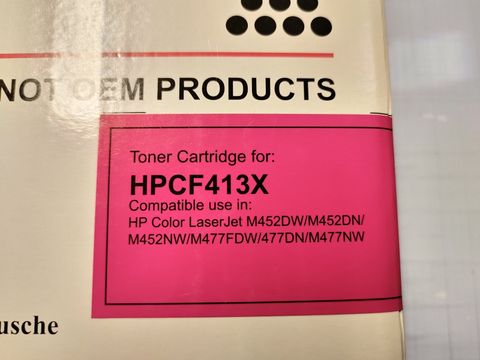 NOT OEM PRODUCTS
Toner Cartridge for:
HPCF413X
Compatible use in:
HP Color LaserJet M452DW/M452DN/
M452NW/M477FDW/477DN/M477NW
usche